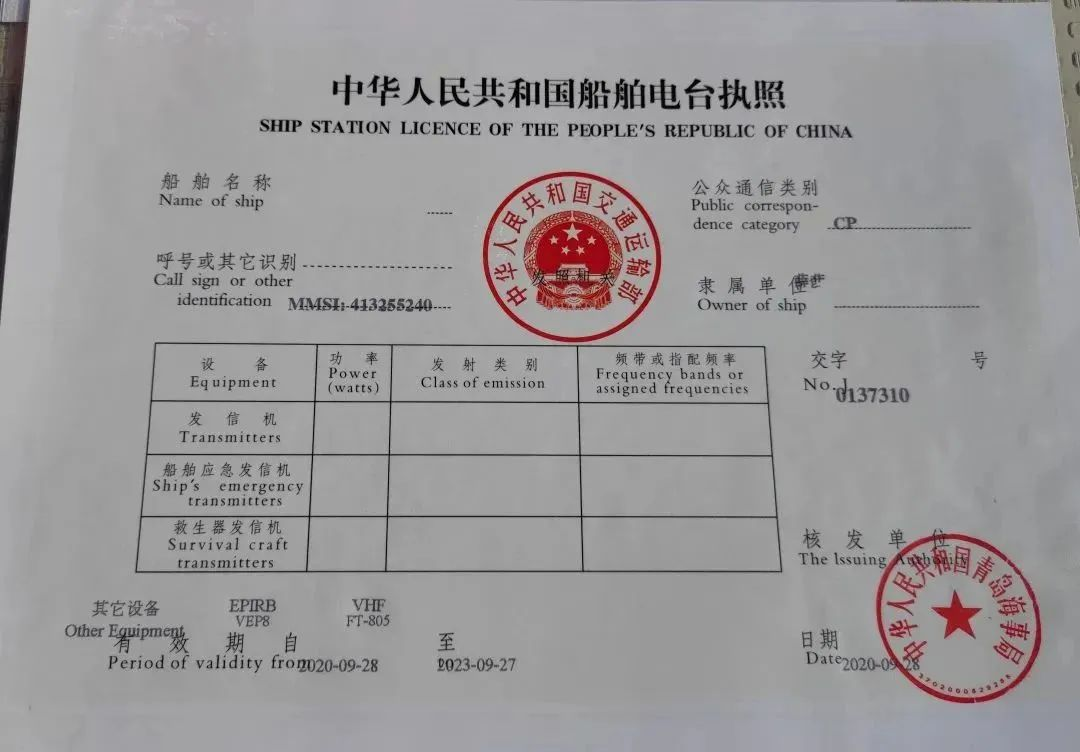 中华人民共和国船舶电台执照
SHIP STATION LICENCE OF THE PEOPLE'S REPUBLIC OF CHINA
船舶名称
Name of ship
公众通信类别
Public correspon-
dence category CP
呼号或其它识别
Call sign or other
identification MMSI: 413255240
中华人民共和国交通运输部
发照机关
隶属单位
Owner of ship
交字 号
No.J 0137310
设备 功率 发射类别 频带或指配频率
Equipment Power (watts) Class of emission Frequency bands or assigned frequencies
发信机
Transmitters
船舶应急发信机
Ship's emergency
transmitters
救生器发信机
Survival craft
transmitters
核发单位
The Issuing Authority
中华人民共和国青岛海事局
其它设备 EPIRB VHF
Other Equipment VEP8 FT-805
有效期自 至
Period of validity from 2020-09-28 2023-09-27
日期
Date 2020-09-28